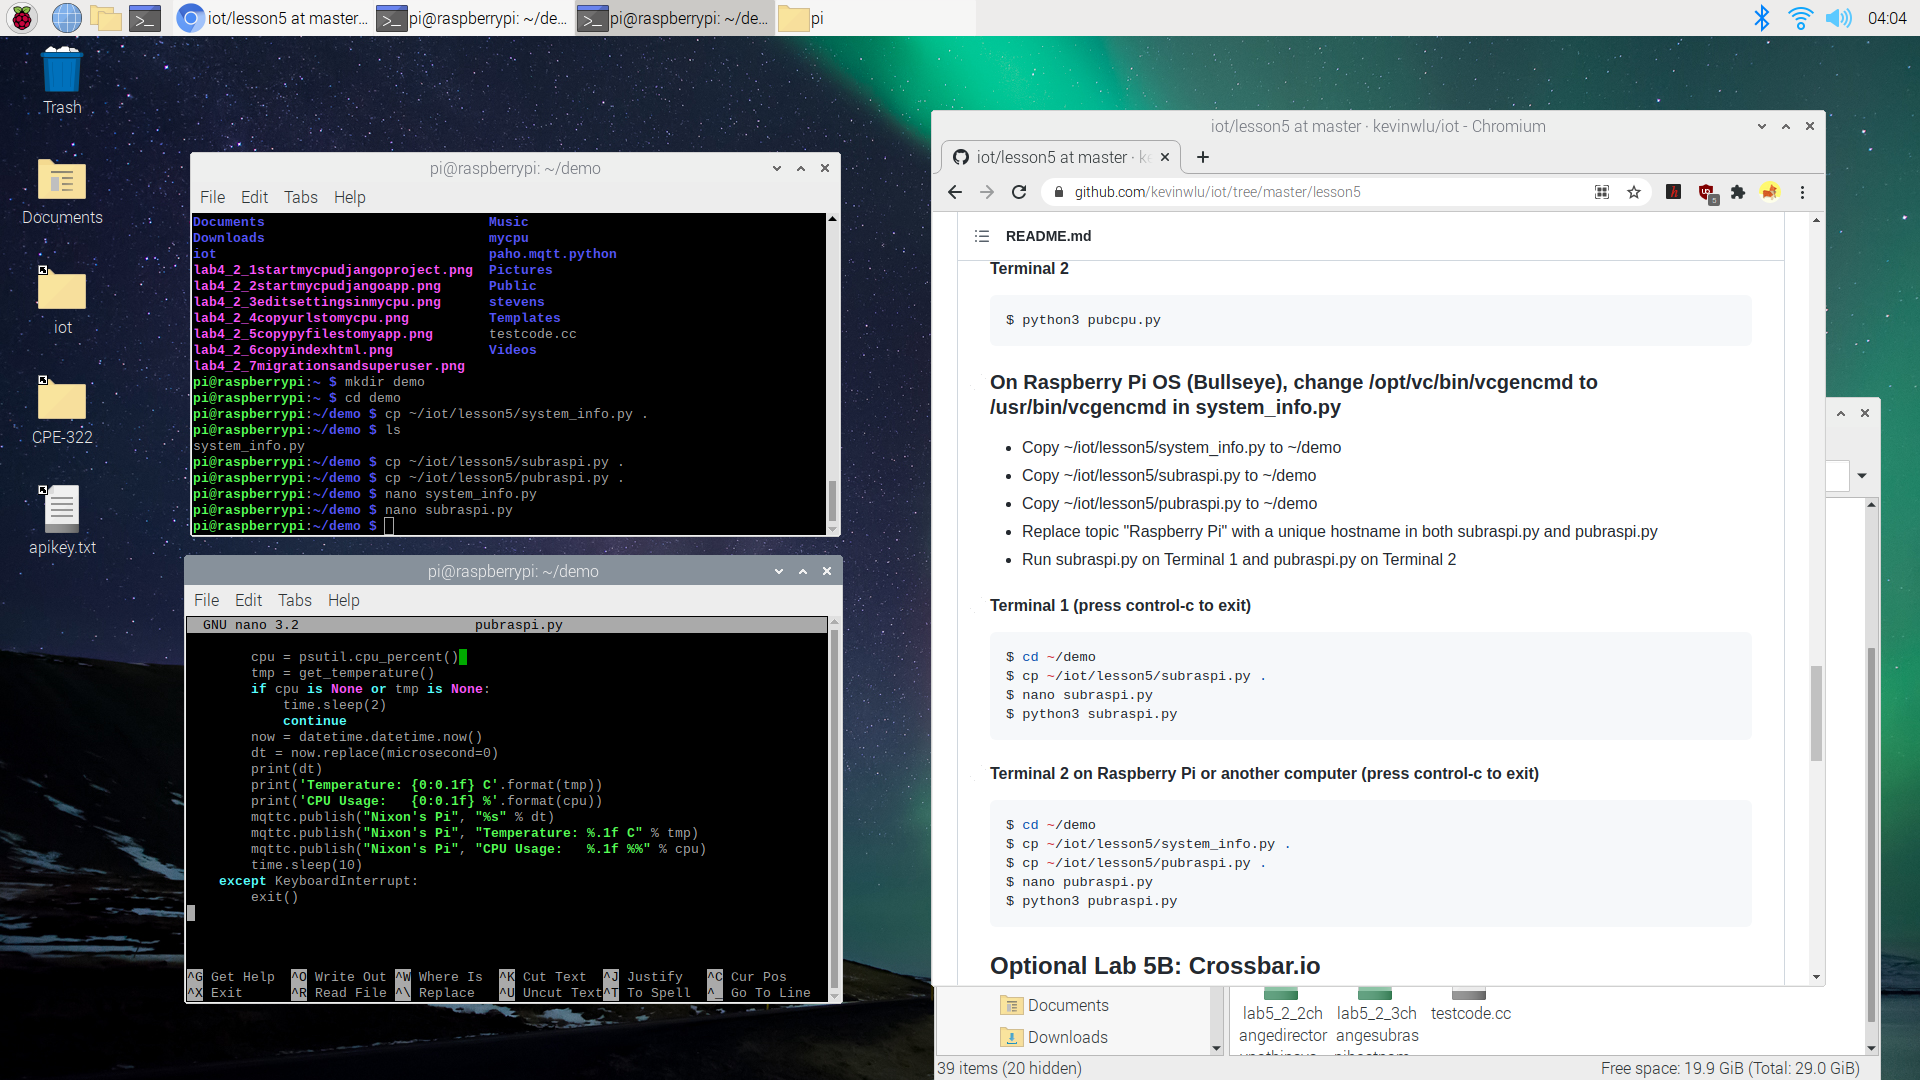 iot/lesson5 at master...
pi@raspberrypi: ~/de...
pi@raspberrypi: ~/de...
pi
04:04
Trash
Documents
iot
CPE-322
apikey.txt
pi@raspberrypi: ~/demo
File Edit Tabs Help
Documents Music
Downloads mycpu
iot paho.mqtt.python
lab4_2_1startmycpudjangoproject.png Pictures
lab4_2_2startmycpudjangoapp.png Public
lab4_2_3editsettingsinmycpu.png stevens
lab4_2_4copyurlstomycpu.png Templates
lab4_2_5copypyfilestomyapp.png testcode.cc
lab4_2_6copyindexhtml.png Videos
lab4_2_7migrationsandsuperuser.png
pi@raspberrypi:~ $ mkdir demo
pi@raspberrypi:~ $ cd demo
pi@raspberrypi:~/demo $ cp ~/iot/lesson5/system_info.py .
pi@raspberrypi:~/demo $ ls
system_info.py
pi@raspberrypi:~/demo $ cp ~/iot/lesson5/subraspi.py .
pi@raspberrypi:~/demo $ cp ~/iot/lesson5/pubraspi.py .
pi@raspberrypi:~/demo $ nano system_info.py
pi@raspberrypi:~/demo $ nano subraspi.py
pi@raspberrypi:~/demo $
pi@raspberrypi: ~/demo
File Edit Tabs Help
GNU nano 3.2 pubraspi.py
cpu = psutil.cpu_percent()
tmp = get_temperature()
if cpu is None or tmp is None:
time.sleep(2)
continue
now = datetime.datetime.now()
dt = now.replace(microsecond=0)
print(dt)
print('Temperature: {0:0.1f} C'.format(tmp))
print('CPU Usage:   {0:0.1f} %'.format(cpu))
mqttc.publish("Nixon's Pi", "%s" % dt)
mqttc.publish("Nixon's Pi", "Temperature: %.1f C" % tmp)
mqttc.publish("Nixon's Pi", "CPU Usage:   %.1f %%" % cpu)
time.sleep(10)
except KeyboardInterrupt:
exit()
^G Get Help ^O Write Out ^W Where Is ^K Cut Text ^J Justify ^C Cur Pos
^X Exit ^R Read File ^\ Replace ^U Uncut Text ^T To Spell ^_ Go To Line
iot/lesson5 at master · kevinwlu/iot - Chromium
iot/lesson5 at master · k
github.com/kevinwlu/iot/tree/master/lesson5
5
README.md
Terminal 2
$ python3 pubcpu.py
On Raspberry Pi OS (Bullseye), change /opt/vc/bin/vcgencmd to
/usr/bin/vcgencmd in system_info.py
• Copy ~/iot/lesson5/system_info.py to ~/demo
• Copy ~/iot/lesson5/subraspi.py to ~/demo
• Copy ~/iot/lesson5/pubraspi.py to ~/demo
• Replace topic "Raspberry Pi" with a unique hostname in both subraspi.py and pubraspi.py
• Run subraspi.py on Terminal 1 and pubraspi.py on Terminal 2
Terminal 1 (press control-c to exit)
$ cd ~/demo
$ cp ~/iot/lesson5/subraspi.py .
$ nano subraspi.py
$ python3 subraspi.py
Terminal 2 on Raspberry Pi or another computer (press control-c to exit)
$ cd ~/demo
$ cp ~/iot/lesson5/system_info.py .
$ cp ~/iot/lesson5/pubraspi.py .
$ nano pubraspi.py
$ python3 pubraspi.py
Optional Lab 5B: Crossbar.io
Documents
Downloads
lab5_2_2ch lab5_2_3ch testcode.cc
angedirector angesubras
39 items (20 hidden)
Free space: 19.9 GiB (Total: 29.0 GiB)